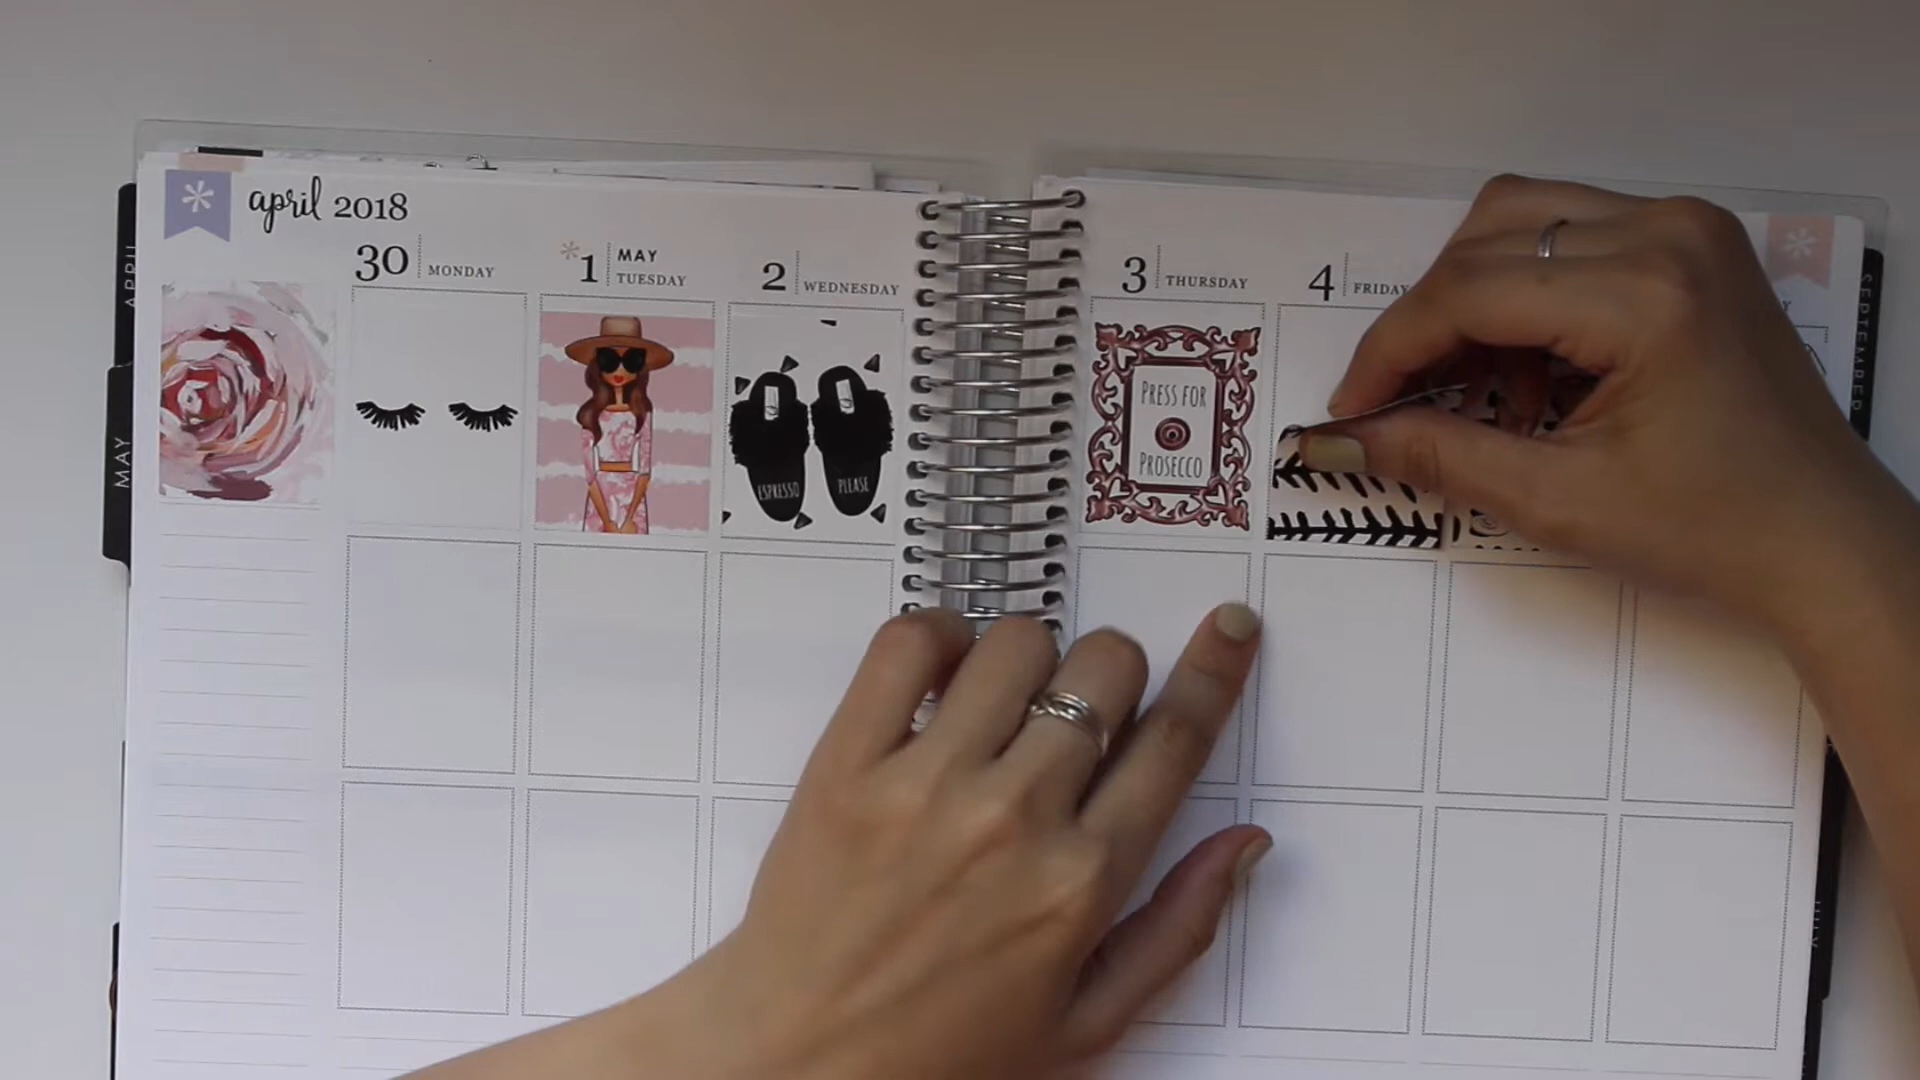 april 2018
30 MONDAY
*1 MAY
TUESDAY
2 WEDNESDAY
3 THURSDAY
4 FRIDAY
APRIL
MAY
SEPTEMBER
ESPRESSO PLEASE
PRESS FOR
PROSECCO